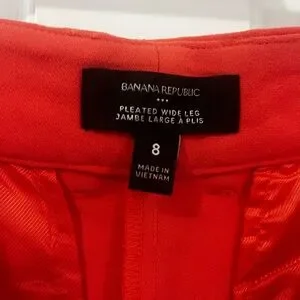 BANANA REPUBLIC
PLEATED WIDE LEG
JAMBE LARGE À PLIS
8
MADE IN
VIETNAM